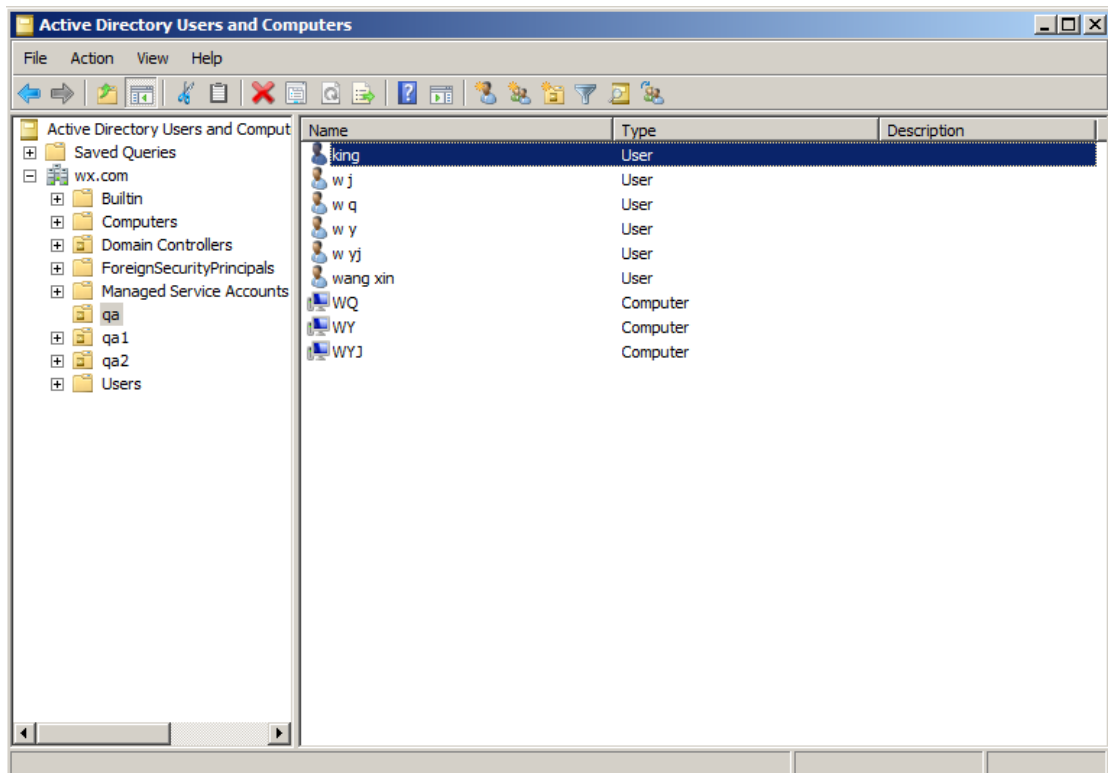 Active Directory Users and Computers
File Action View Help
Active Directory Users and Comput
Saved Queries
wx.com
Builtin
Computers
Domain Controllers
ForeignSecurityPrincipals
Managed Service Accounts
qa
qa1
qa2
Users
Name Type Description
king User
w j User
w q User
w y User
w yj User
wang xin User
WQ Computer
WY Computer
WYJ Computer